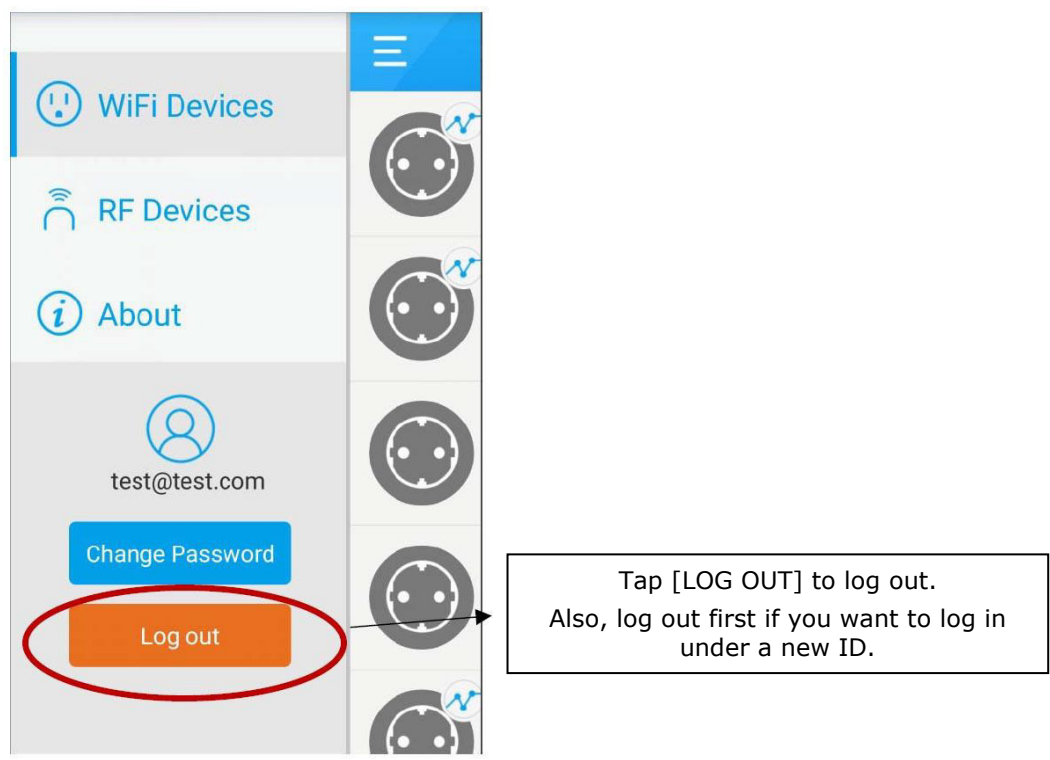 WiFi Devices
RF Devices
About
test@test.com
Change Password
Log out
Tap [LOG OUT] to log out.
Also, log out first if you want to log in
under a new ID.